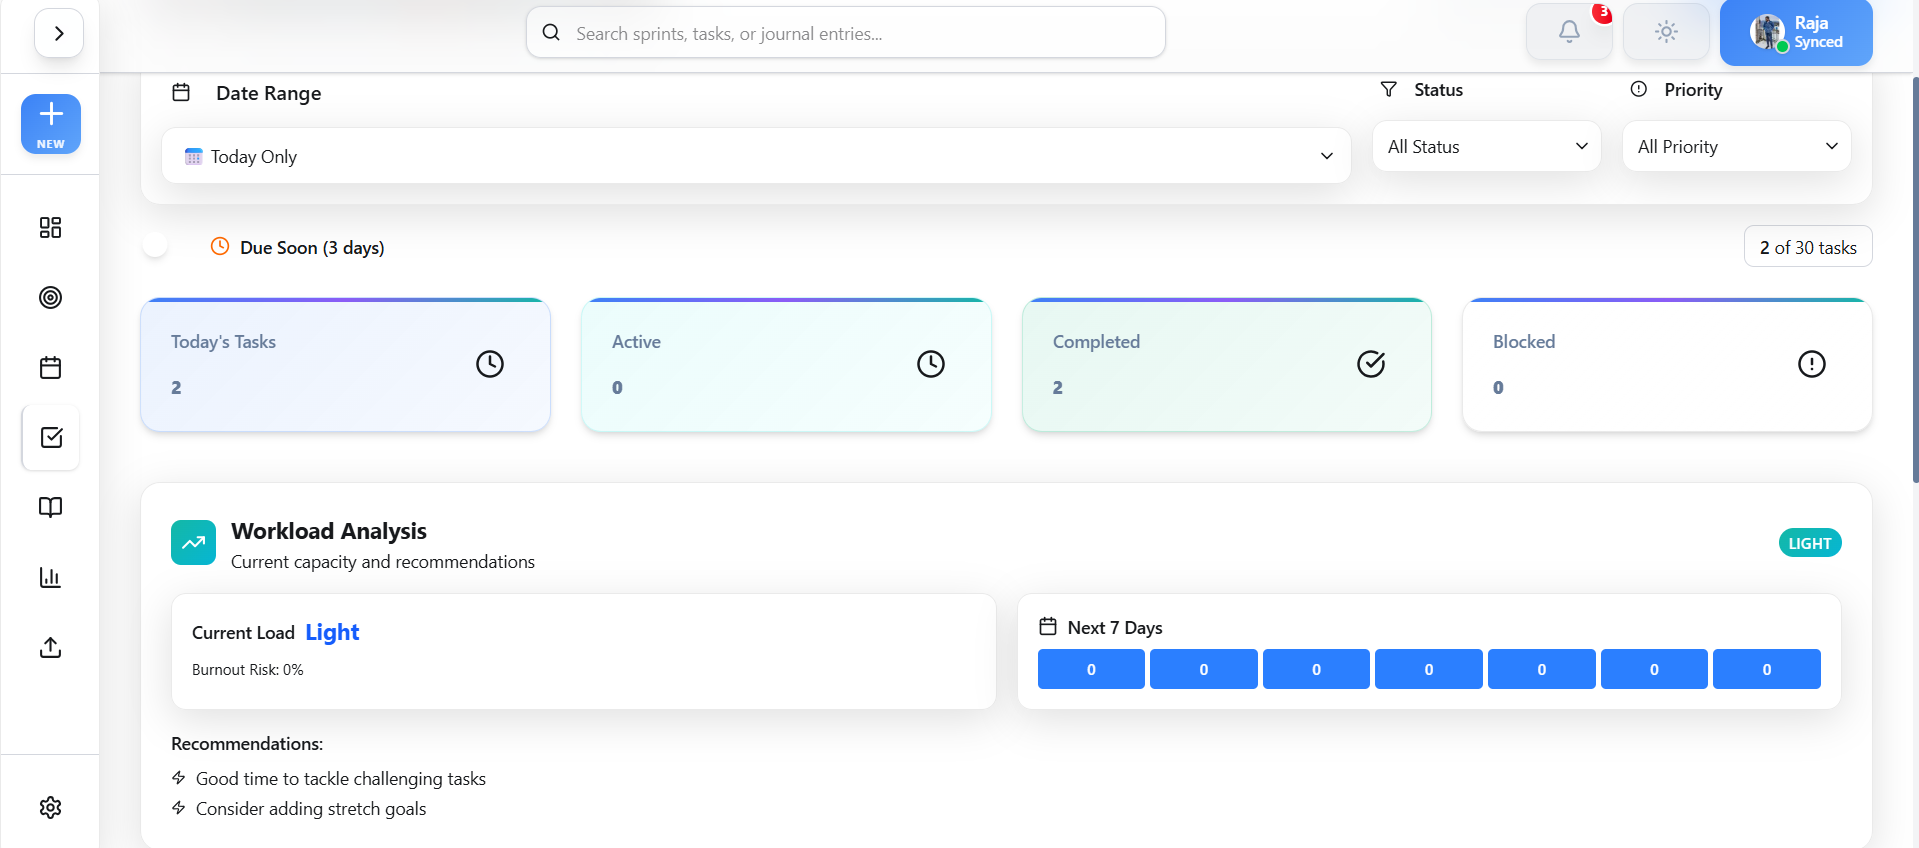 Search sprints, tasks, or journal entries...
3
Raja
Synced
NEW
Date Range
Status
Priority
Today Only
All Status
All Priority
Due Soon (3 days)
2 of 30 tasks
Today's Tasks
2
Active
0
Completed
2
Blocked
0
Workload Analysis
Current capacity and recommendations
LIGHT
Current Load Light
Burnout Risk: 0%
Next 7 Days
0 0 0 0 0 0 0
Recommendations:
Good time to tackle challenging tasks
Consider adding stretch goals